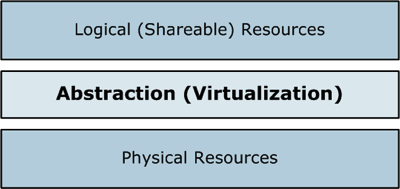 Logical (Shareable) Resources
Abstraction (Virtualization)
Physical Resources